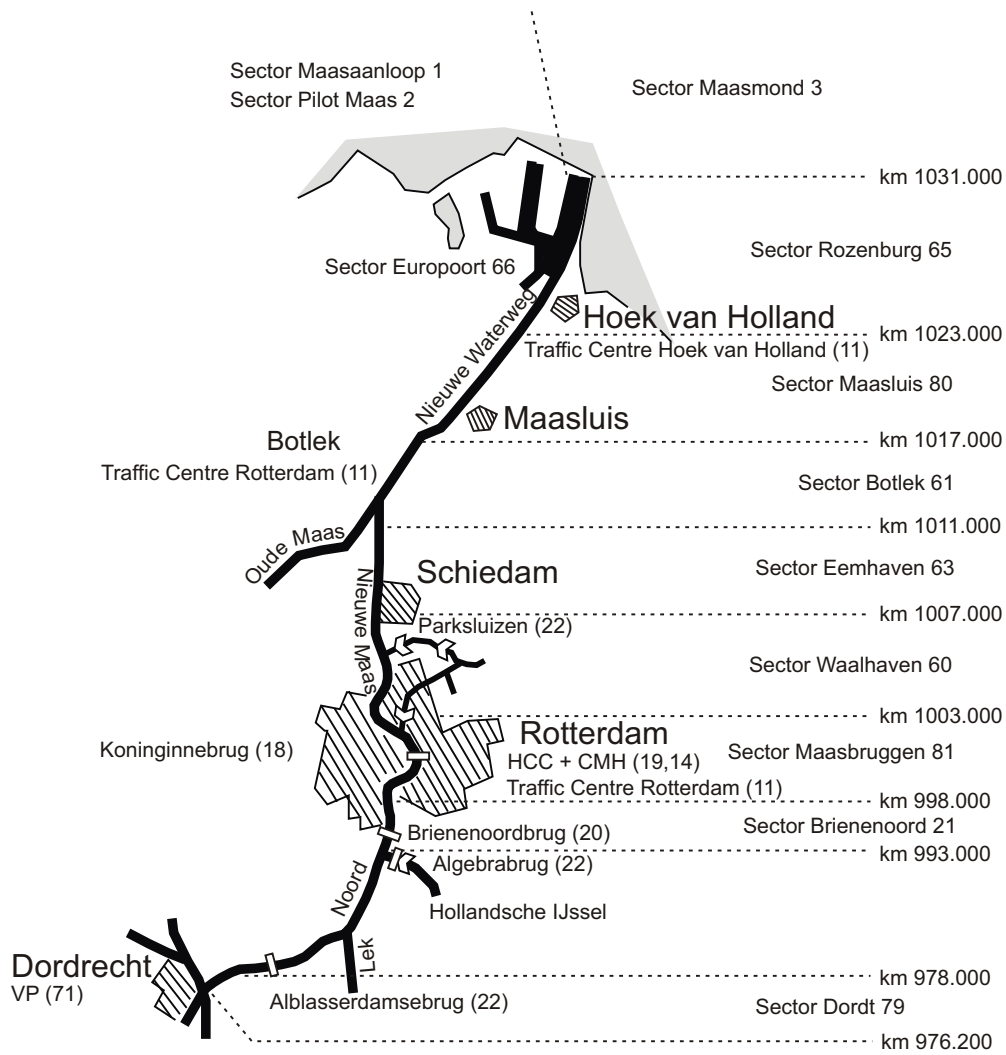 Sector Maasaanloop 1
Sector Pilot Maas 2
Sector Maasmond 3
km 1031.000
Sector Rozenburg 65
Sector Europoort 66
Hoek van Holland
km 1023.000
Traffic Centre Hoek van Holland (11)
Nieuwe Waterweg
Sector Maasluis 80
Maasluis
Botlek
km 1017.000
Traffic Centre Rotterdam (11)
Sector Botlek 61
km 1011.000
Oude Maas
Schiedam
Sector Eemhaven 63
Nieuwe Maas
km 1007.000
Parksluizen (22)
Sector Waalhaven 60
km 1003.000
Rotterdam
Koninginnebrug (18)
Sector Maasbruggen 81
HCC + CMH (19,14)
Traffic Centre Rotterdam (11)
km 998.000
Sector Brienenoord 21
Brienenoordbrug (20)
km 993.000
Algebrabrug (22)
Noord
Hollandsche IJssel
Lek
Dordrecht
VP (71)
km 978.000
Alblasserdamsebrug (22)
Sector Dordt 79
km 976.200